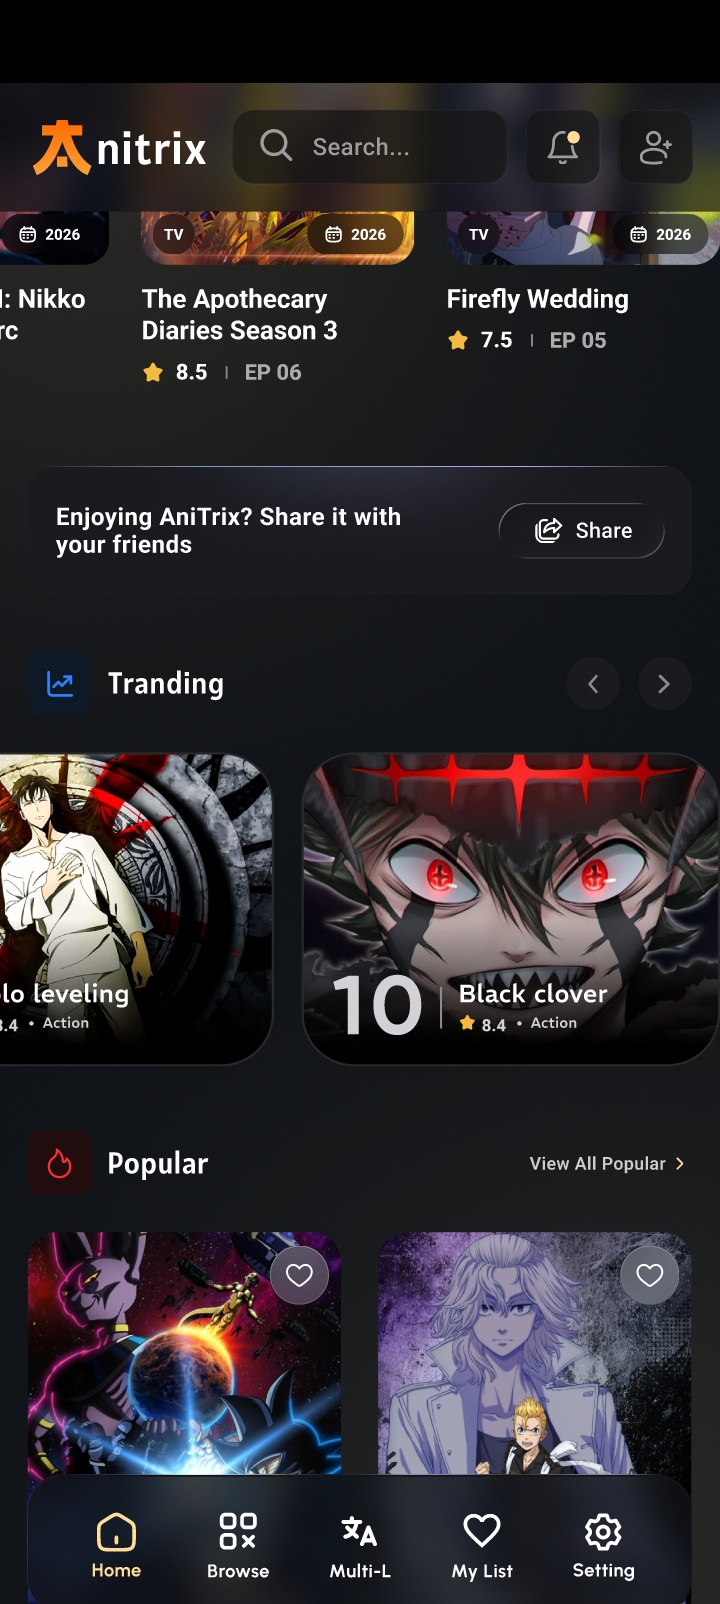 nitrix
Search...
2026
TV
2026
TV
2026
: Nikko
rc
The Apothecary
Diaries Season 3
8.5 | EP 06
Firefly Wedding
7.5 | EP 05
Enjoying AniTrix? Share it with
your friends
Share
Tranding
lo leveling
8.4 • Action
10
Black clover
8.4 • Action
Popular
View All Popular
Home
Browse
Multi-L
My List
Setting